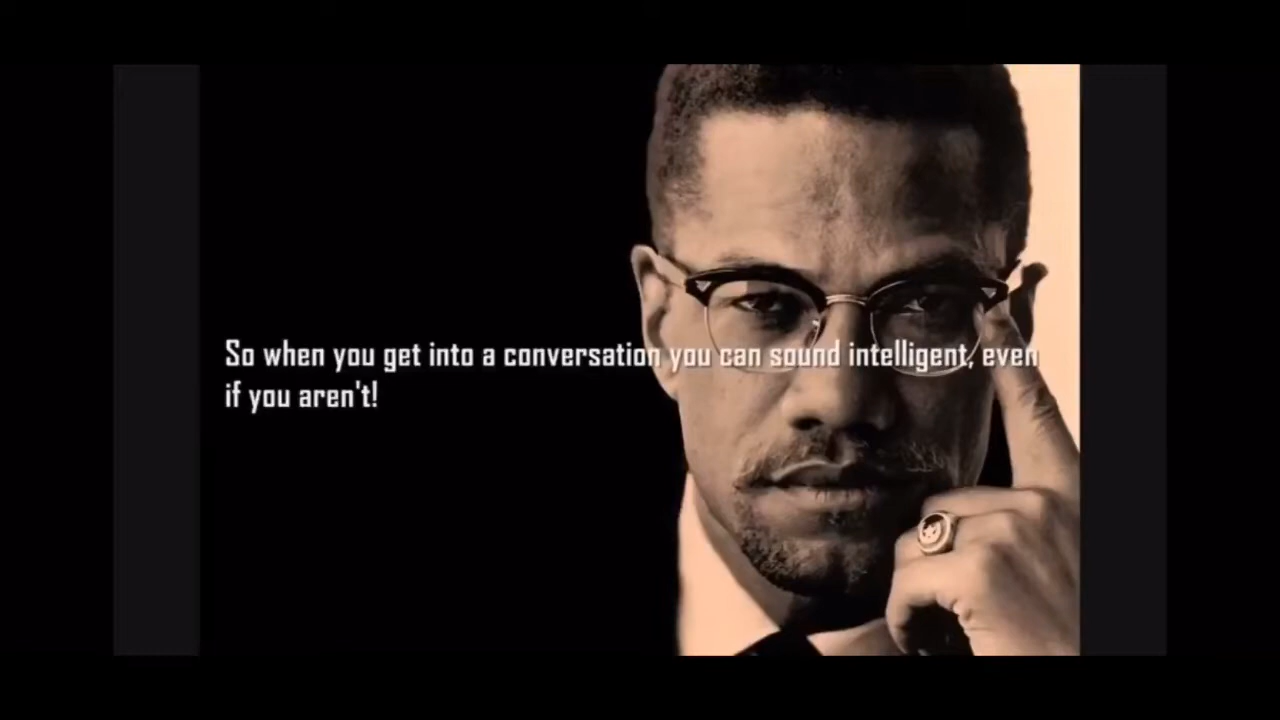 So when you get into a conversation you can sound intelligent, even
if you aren't!